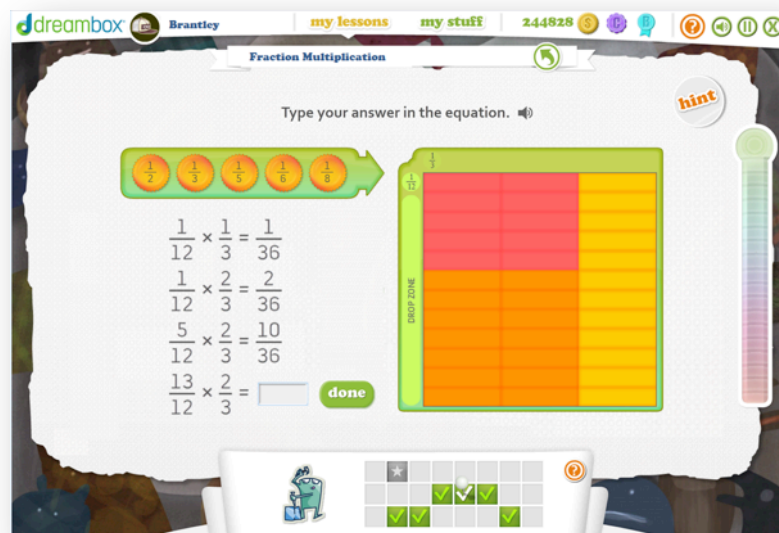 dreambox Brantley my lessons my stuff 244828 S C B ?
Fraction Multiplication
hint
Type your answer in the equation.
1/2 1/3 1/5 1/6 1/8
1/3
1/12
DROP ZONE
1/12 × 1/3 = 1/36
1/12 × 2/3 = 2/36
5/12 × 2/3 = 10/36
13/12 × 2/3 =
done
?